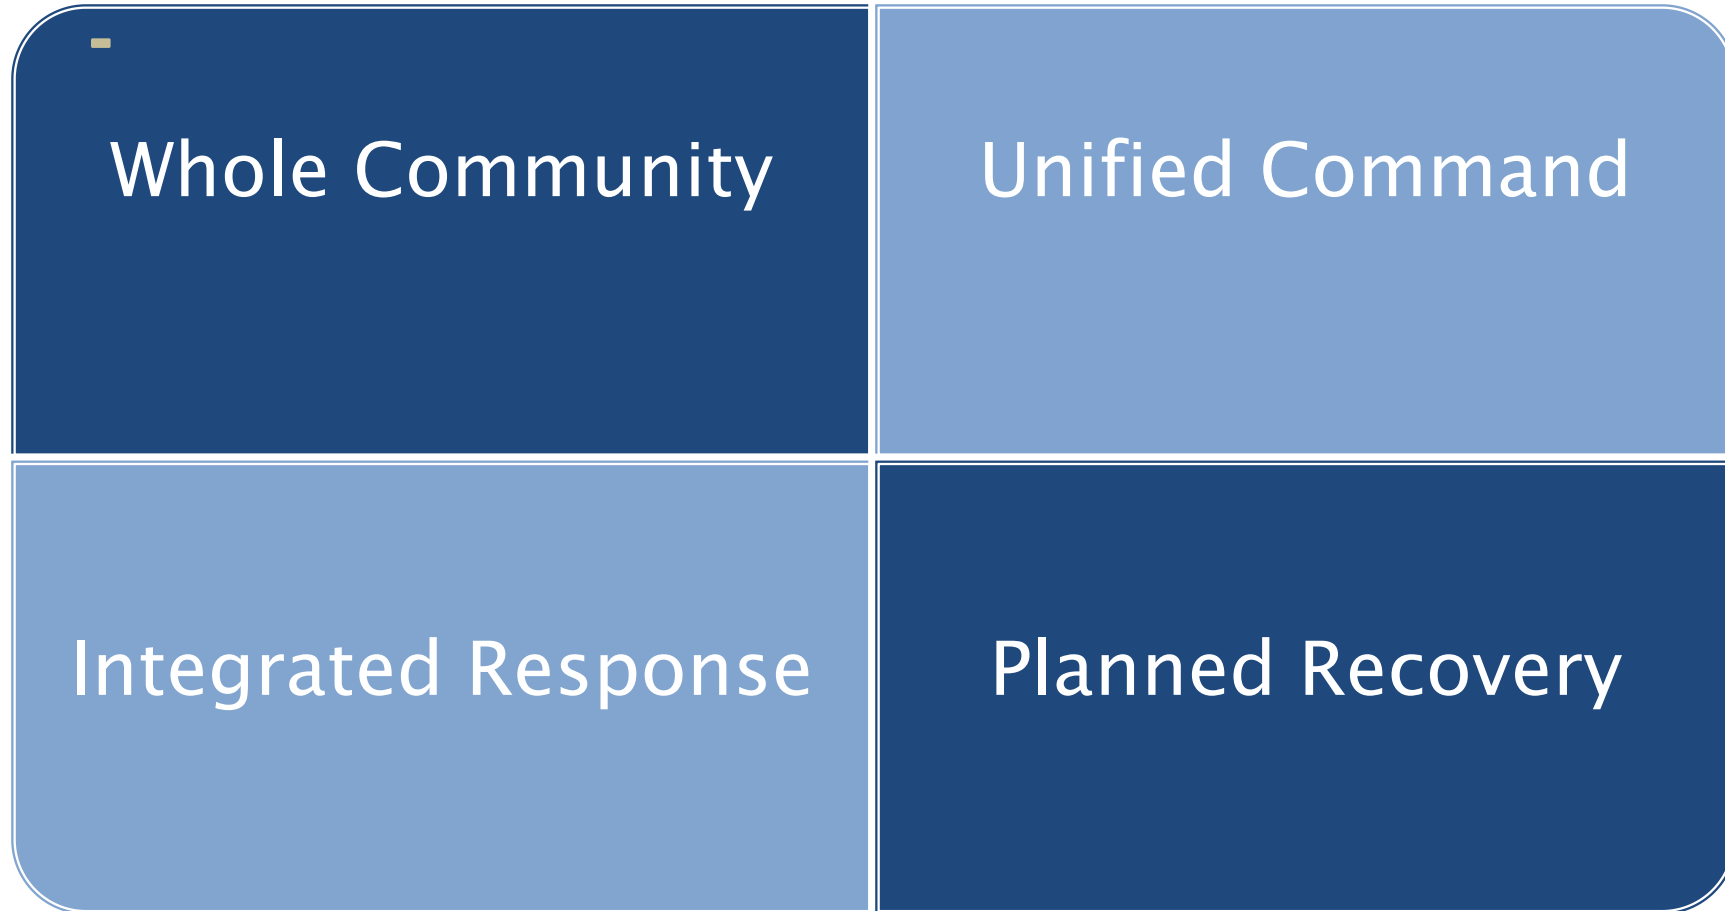 Whole Community
Unified Command
Integrated Response
Planned Recovery